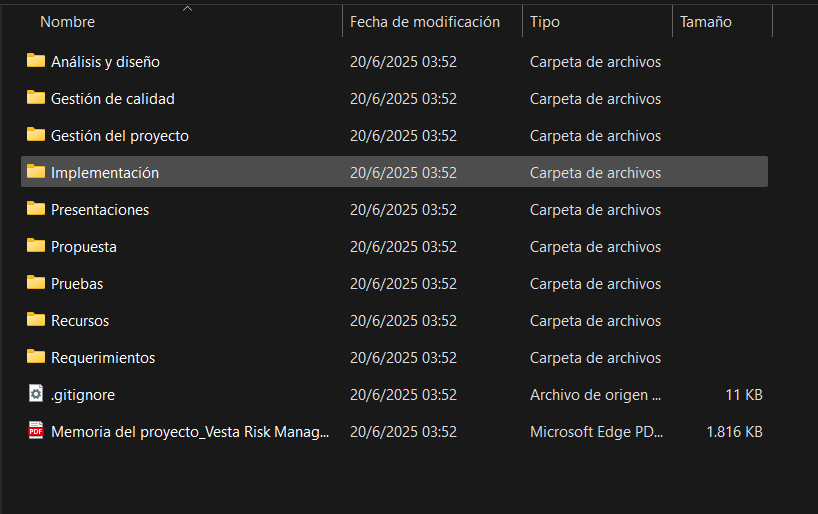 Nombre Fecha de modificación Tipo Tamaño
Análisis y diseño 20/6/2025 03:52 Carpeta de archivos
Gestión de calidad 20/6/2025 03:52 Carpeta de archivos
Gestión del proyecto 20/6/2025 03:52 Carpeta de archivos
Implementación 20/6/2025 03:52 Carpeta de archivos
Presentaciones 20/6/2025 03:52 Carpeta de archivos
Propuesta 20/6/2025 03:52 Carpeta de archivos
Pruebas 20/6/2025 03:52 Carpeta de archivos
Recursos 20/6/2025 03:52 Carpeta de archivos
Requerimientos 20/6/2025 03:52 Carpeta de archivos
.gitignore 20/6/2025 03:52 Archivo de origen ... 11 KB
PDF Memoria del proyecto_Vesta Risk Manag... 20/6/2025 03:52 Microsoft Edge PD... 1.816 KB